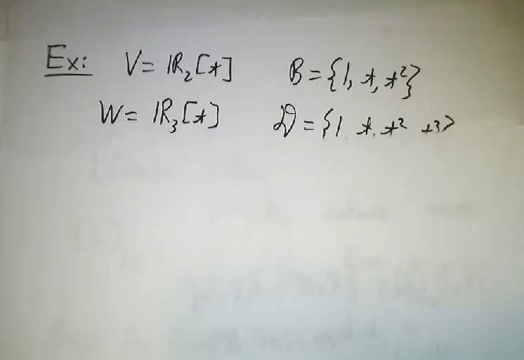 Ex: V = ℝ₂[x] B = {1, x, x²}
W = ℝ₃[x] D = {1 x, x² x³}